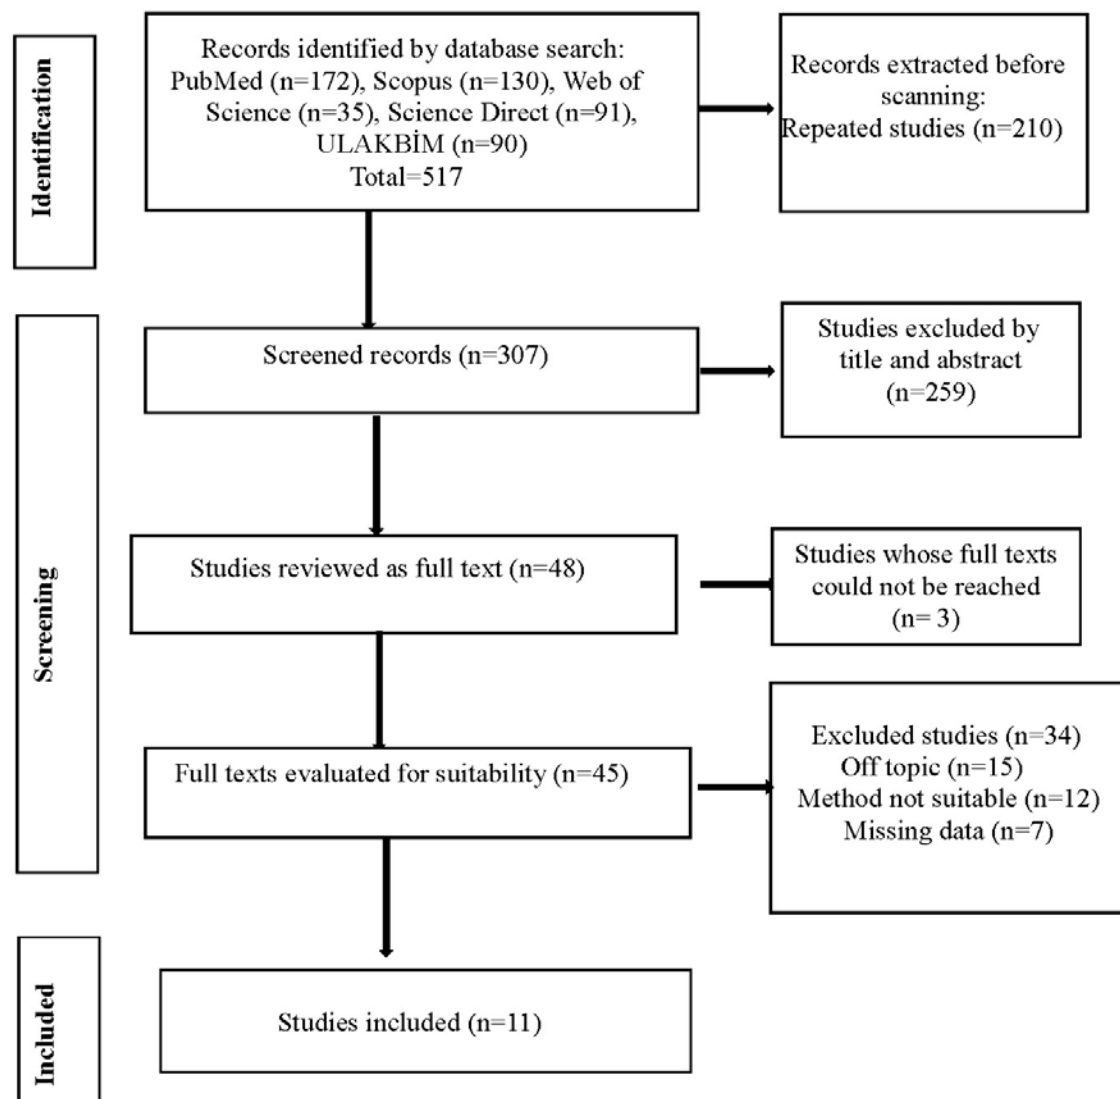 Identification
Records identified by database search:
PubMed (n=172), Scopus (n=130), Web of
Science (n=35), Science Direct (n=91),
ULAKBİM (n=90)
Total=517
Records extracted before
scanning:
Repeated studies (n=210)
Screening
Screened records (n=307)
Studies excluded by
title and abstract
(n=259)
Studies reviewed as full text (n=48)
Studies whose full texts
could not be reached
(n= 3)
Full texts evaluated for suitability (n=45)
Excluded studies (n=34)
Off topic (n=15)
Method not suitable (n=12)
Missing data (n=7)
Included
Studies included (n=11)